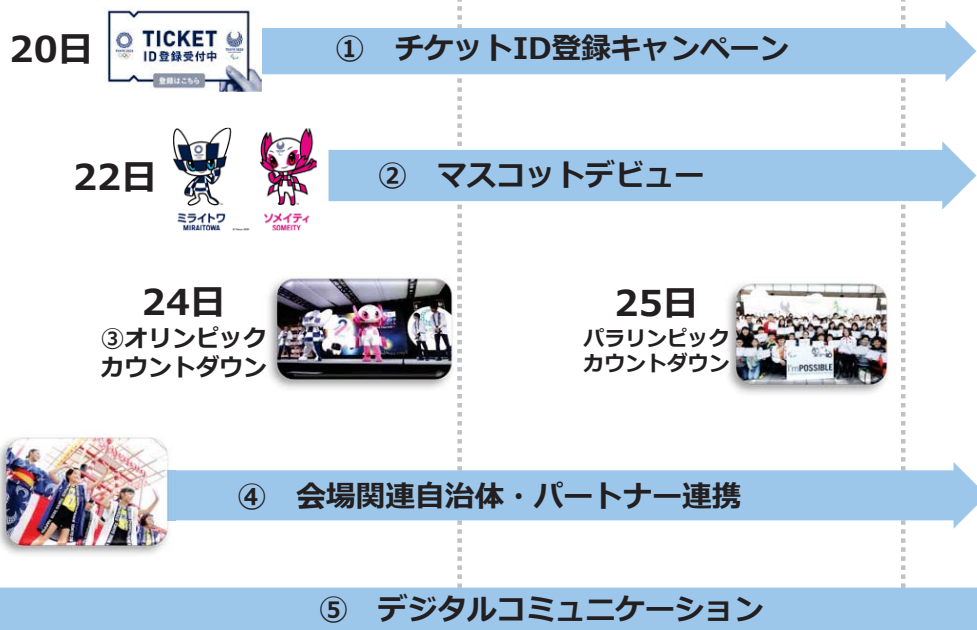 20日
TICKET
ID登録受付中
登録はこちら
① チケットID登録キャンペーン
22日
ミライトワ
MIRAITOWA
ソメイティ
SOMEITY
② マスコットデビュー
24日
③オリンピック
カウントダウン
25日
パラリンピック
カウントダウン
I'mPOSSIBLE
④ 会場関連自治体・パートナー連携
⑤ デジタルコミュニケーション